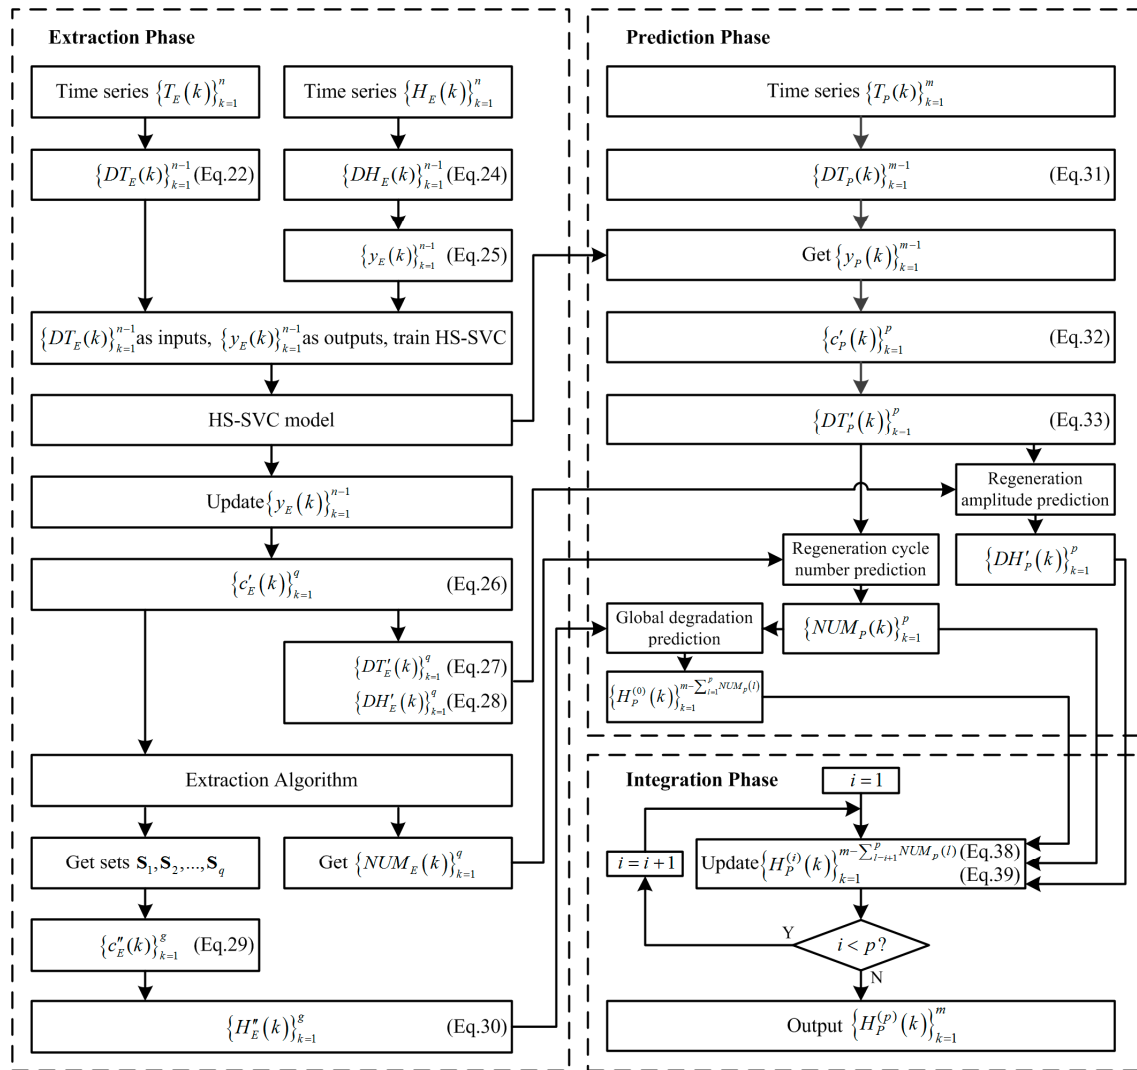 Extraction Phase
Time series {T_E(k)}_{k=1}^{n}
Time series {H_E(k)}_{k=1}^{n}
{DT_E(k)}_{k=1}^{n-1} (Eq.22)
{DH_E(k)}_{k=1}^{n-1} (Eq.24)
{y_E(k)}_{k=1}^{n-1} (Eq.25)
{DT_E(k)}_{k=1}^{n-1} as inputs, {y_E(k)}_{k=1}^{n-1} as outputs, train HS-SVC
HS-SVC model
Update {y_E(k)}_{k=1}^{n-1}
{c'_E(k)}_{k=1}^{q} (Eq.26)
{DT'_E(k)}_{k=1}^{q} (Eq.27)
{DH'_E(k)}_{k=1}^{q} (Eq.28)
Extraction Algorithm
Get sets S_1, S_2, ..., S_q
Get {NUM_E(k)}_{k=1}^{q}
{c''_E(k)}_{k=1}^{g} (Eq.29)
{H''_E(k)}_{k=1}^{g} (Eq.30)
Prediction Phase
Time series {T_P(k)}_{k=1}^{m}
{DT_P(k)}_{k=1}^{m-1} (Eq.31)
Get {y_P(k)}_{k=1}^{m-1}
{c'_P(k)}_{k=1}^{p} (Eq.32)
{DT'_P(k)}_{k-1}^{p} (Eq.33)
Regeneration
amplitude prediction
{DH'_P(k)}_{k=1}^{p}
Regeneration cycle
number prediction
{NUM_P(k)}_{k=1}^{p}
Global degradation
prediction
{H_P^{(0)}(k)}_{k=1}^{m-∑_{l=1}^{p} NUM_p(l)}
Integration Phase
i = 1
i = i + 1
Update {H_P^{(i)}(k)}_{k=1}^{m-∑_{l-i+1}^{p} NUM_p(l)} (Eq.38)
(Eq.39)
i < p?
Y
N
Output {H_P^{(p)}(k)}_{k=1}^{m}